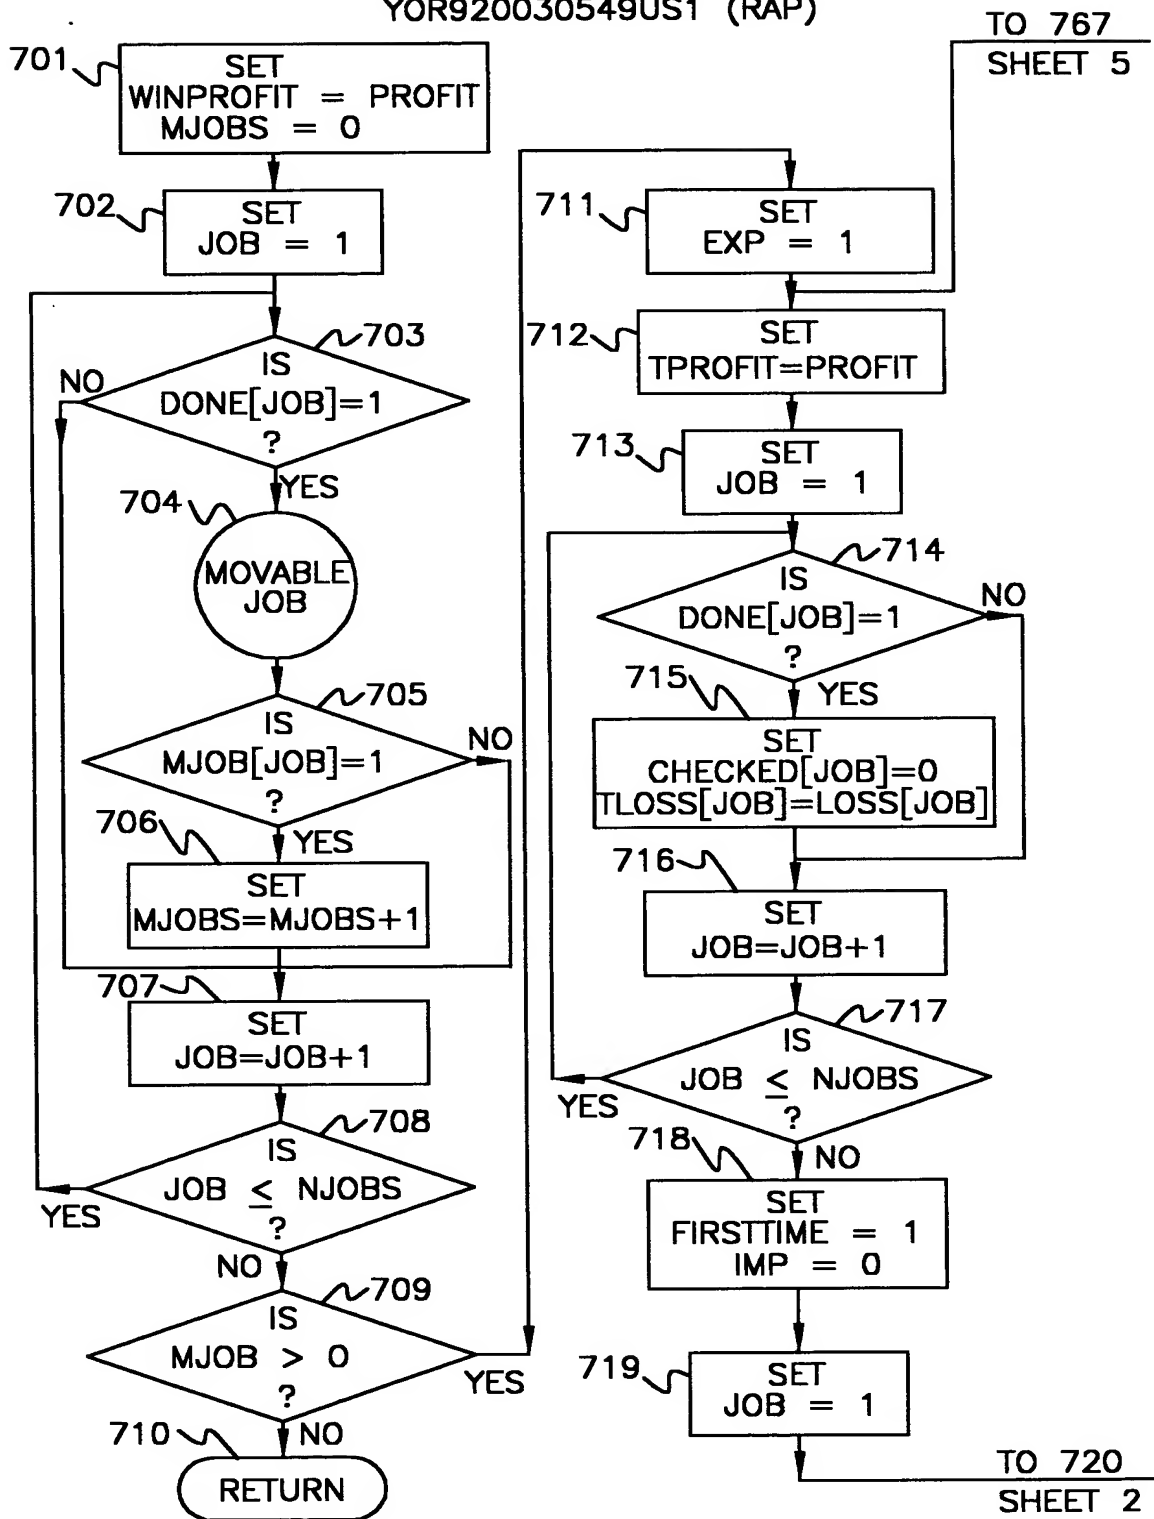 YOR920030549US1 (RAP)
TO 767
SHEET 5
701
SET
WINPROFIT = PROFIT
MJOBS = 0
702
SET
JOB = 1
703
IS
DONE[JOB]=1
?
NO
YES
704
MOVABLE
JOB
705
IS
MJOB[JOB]=1
?
NO
YES
706
SET
MJOBS=MJOBS+1
707
SET
JOB=JOB+1
708
IS
JOB ≤ NJOBS
?
YES
NO
709
IS
MJOB > 0
?
YES
NO
710
RETURN
711
SET
EXP = 1
712
SET
TPROFIT=PROFIT
713
SET
JOB = 1
714
IS
DONE[JOB]=1
?
NO
YES
715
SET
CHECKED[JOB]=0
TLOSS[JOB]=LOSS[JOB]
716
SET
JOB=JOB+1
717
IS
JOB ≤ NJOBS
?
YES
NO
718
SET
FIRSTTIME = 1
IMP = 0
719
SET
JOB = 1
TO 720
SHEET 2